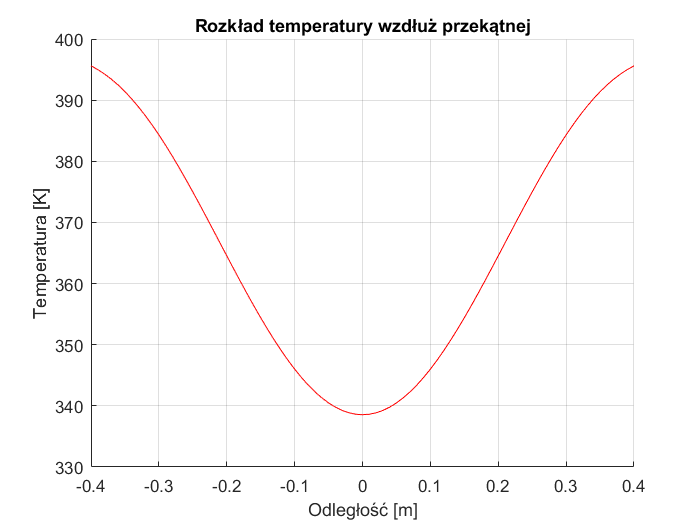 Rozkład temperatury wzdłuż przekątnej
400
390
380
370
360
350
340
330
Temperatura [K]
-0.4 -0.3 -0.2 -0.1 0 0.1 0.2 0.3 0.4
Odległość [m]